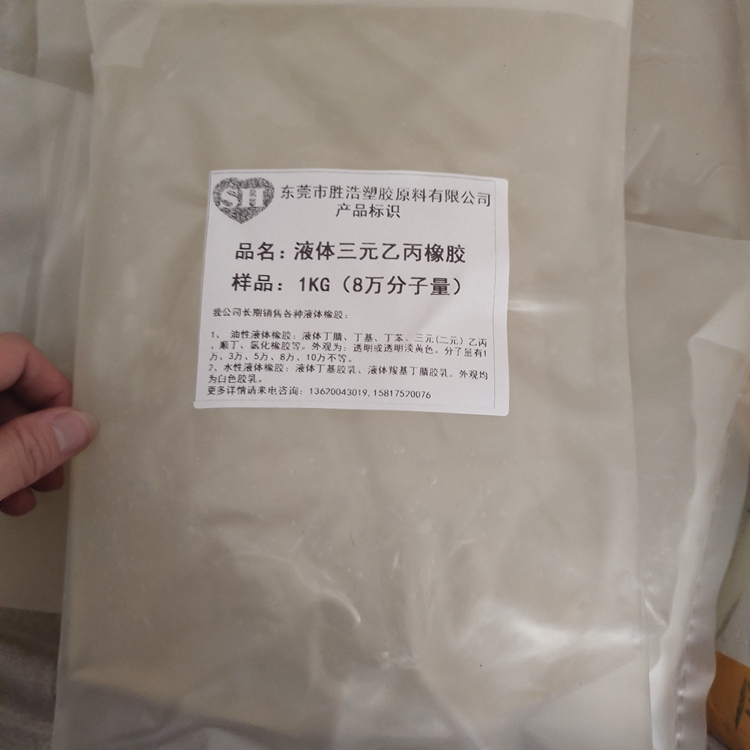 SH
东莞市胜浩塑胶原料有限公司
产品标识
品名：液体三元乙丙橡胶
样品：1KG（8万分子量）
我公司长期销售各种液体橡胶：
1、 油性液体橡胶：液体丁腈、丁基、丁苯、三元(二元）乙丙
、顺丁、氯化橡胶等。外观为：透明或透明淡黄色。分子量有1
万、3万、5万、8万、10万不等。
2、水性液体橡胶：液体丁基胶乳、液体羧基丁腈胶乳。外观均
为白色胶乳。
更多详情请来电咨询：13620043019,15817520076